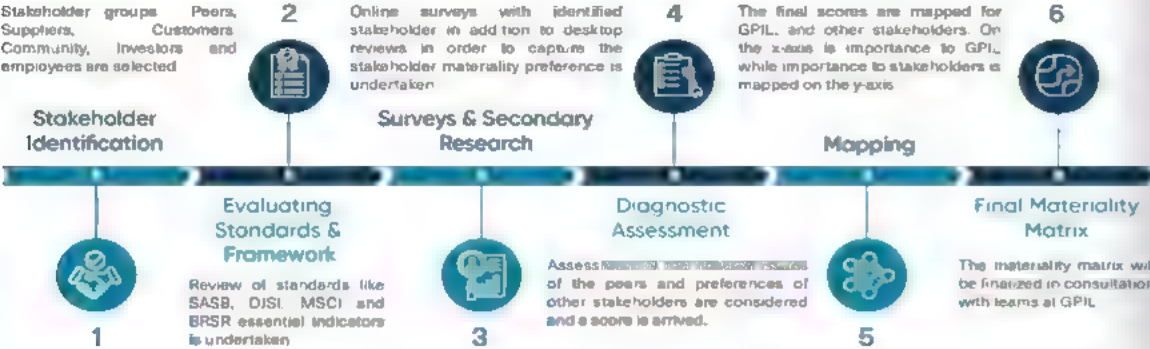 Stakeholder groups Peers,
Suppliers, Customers
Community, Investors and
employees are selected
Stakeholder
Identification
1
2
Evaluating
Standards &
Framework
Review of standards like
SASB, DJSI, MSCI and
BRSR essential indicators
is undertaken
Online surveys with identified
stakeholder in addition to desktop
reviews in order to capture the
stakeholder materiality preference is
undertaken
Surveys & Secondary
Research
3
4
Diagnostic
Assessment
Assess
of the peers and preferences of
other stakeholders are considered
and a score is arrived.
The final scores are mapped for
GPIL, and other stakeholders. On
the x-axis is importance to GPIL,
while importance to stakeholders is
mapped on the y-axis
Mapping
5
6
Final Materiality
Matrix
The materiality matrix will
be finalized in consultation
with teams at GPIL